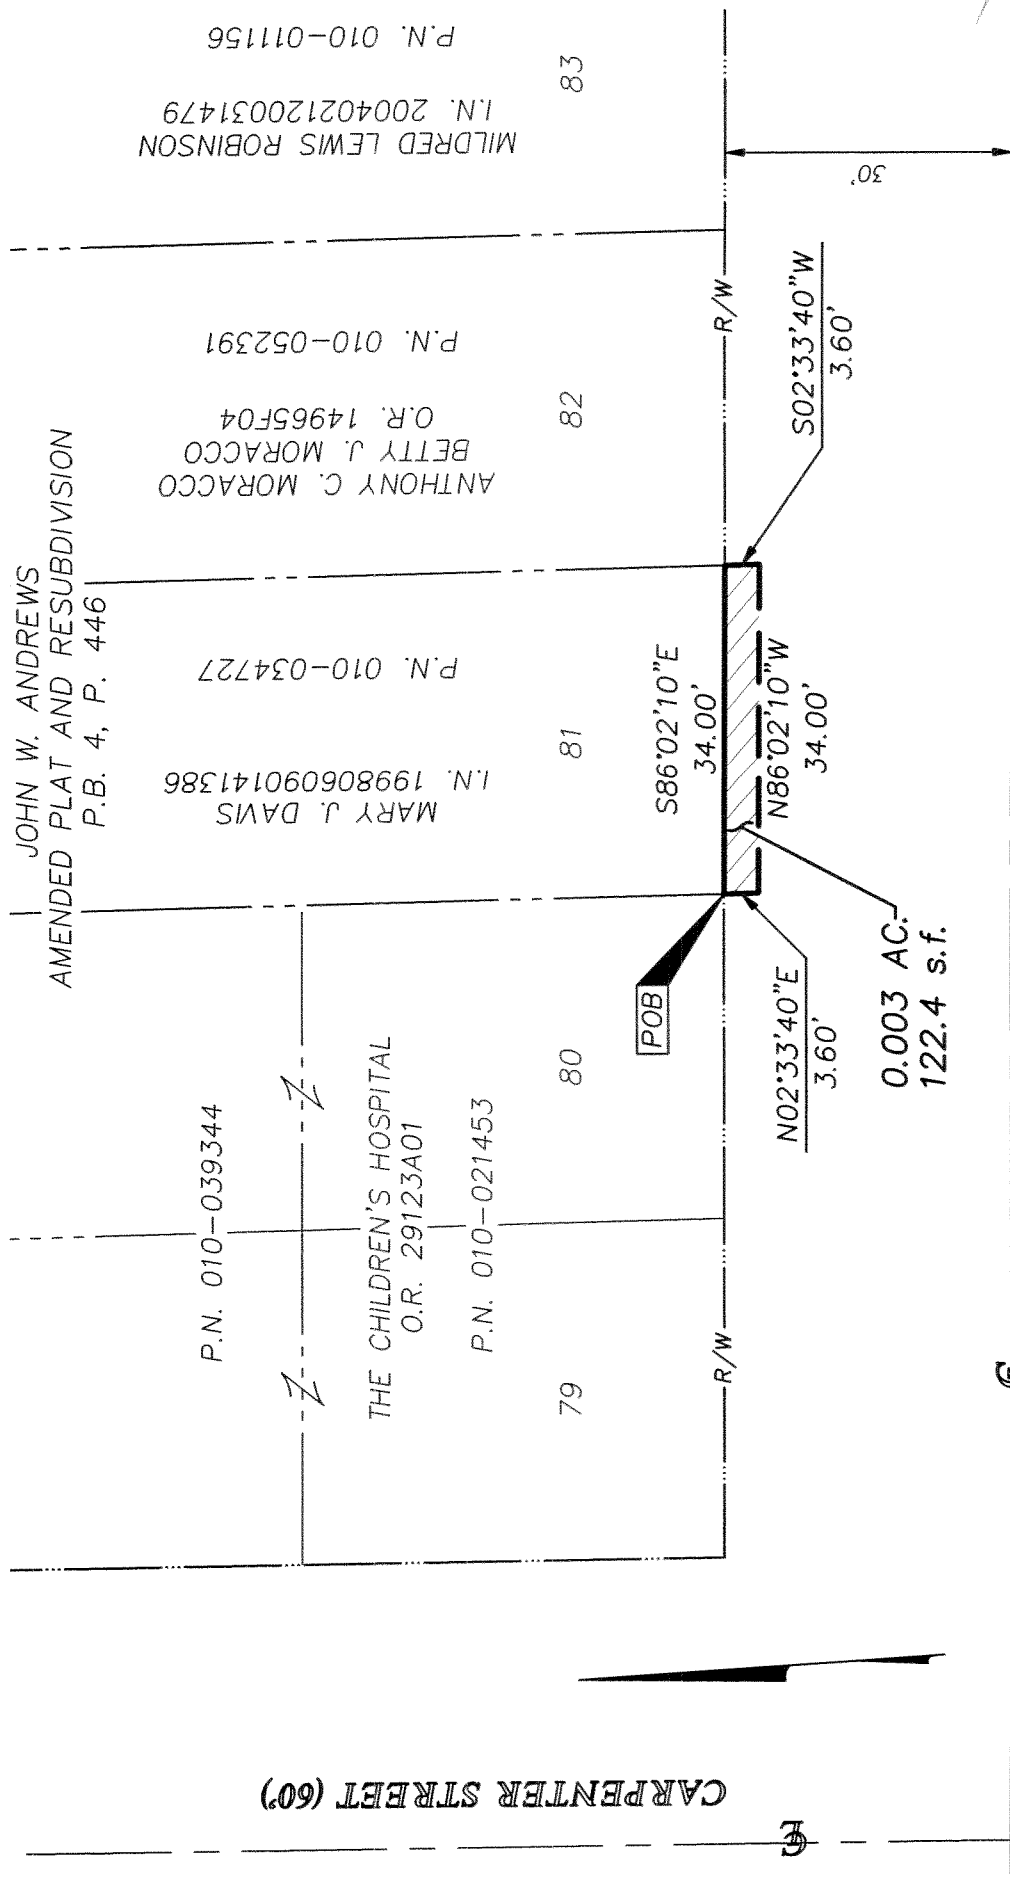 JOHN W. ANDREWS
AMENDED PLAT AND RESUBDIVISION
P.B. 4, P. 446
P.N. 010-039344
THE CHILDREN'S HOSPITAL
O.R. 29123A01
P.N. 010-021453
79
80
MARY J. DAVIS
I.N. 199806090141386
P.N. 010-034727
81
ANTHONY C. MORACCO
BETTY J. MORACCO
O.R. 14965F04
P.N. 010-052391
82
MILDRED LEWIS ROBINSON
I.N. 200402120031479
P.N. 010-011156
83
R/W
R/W
POB
S86°02'10"E
34.00'
N86°02'10"W
34.00'
S02°33'40"W
3.60'
N02°33'40"E
3.60'
0.003 AC.
122.4 s.f.
30'
CARPENTER STREET (60')
℄